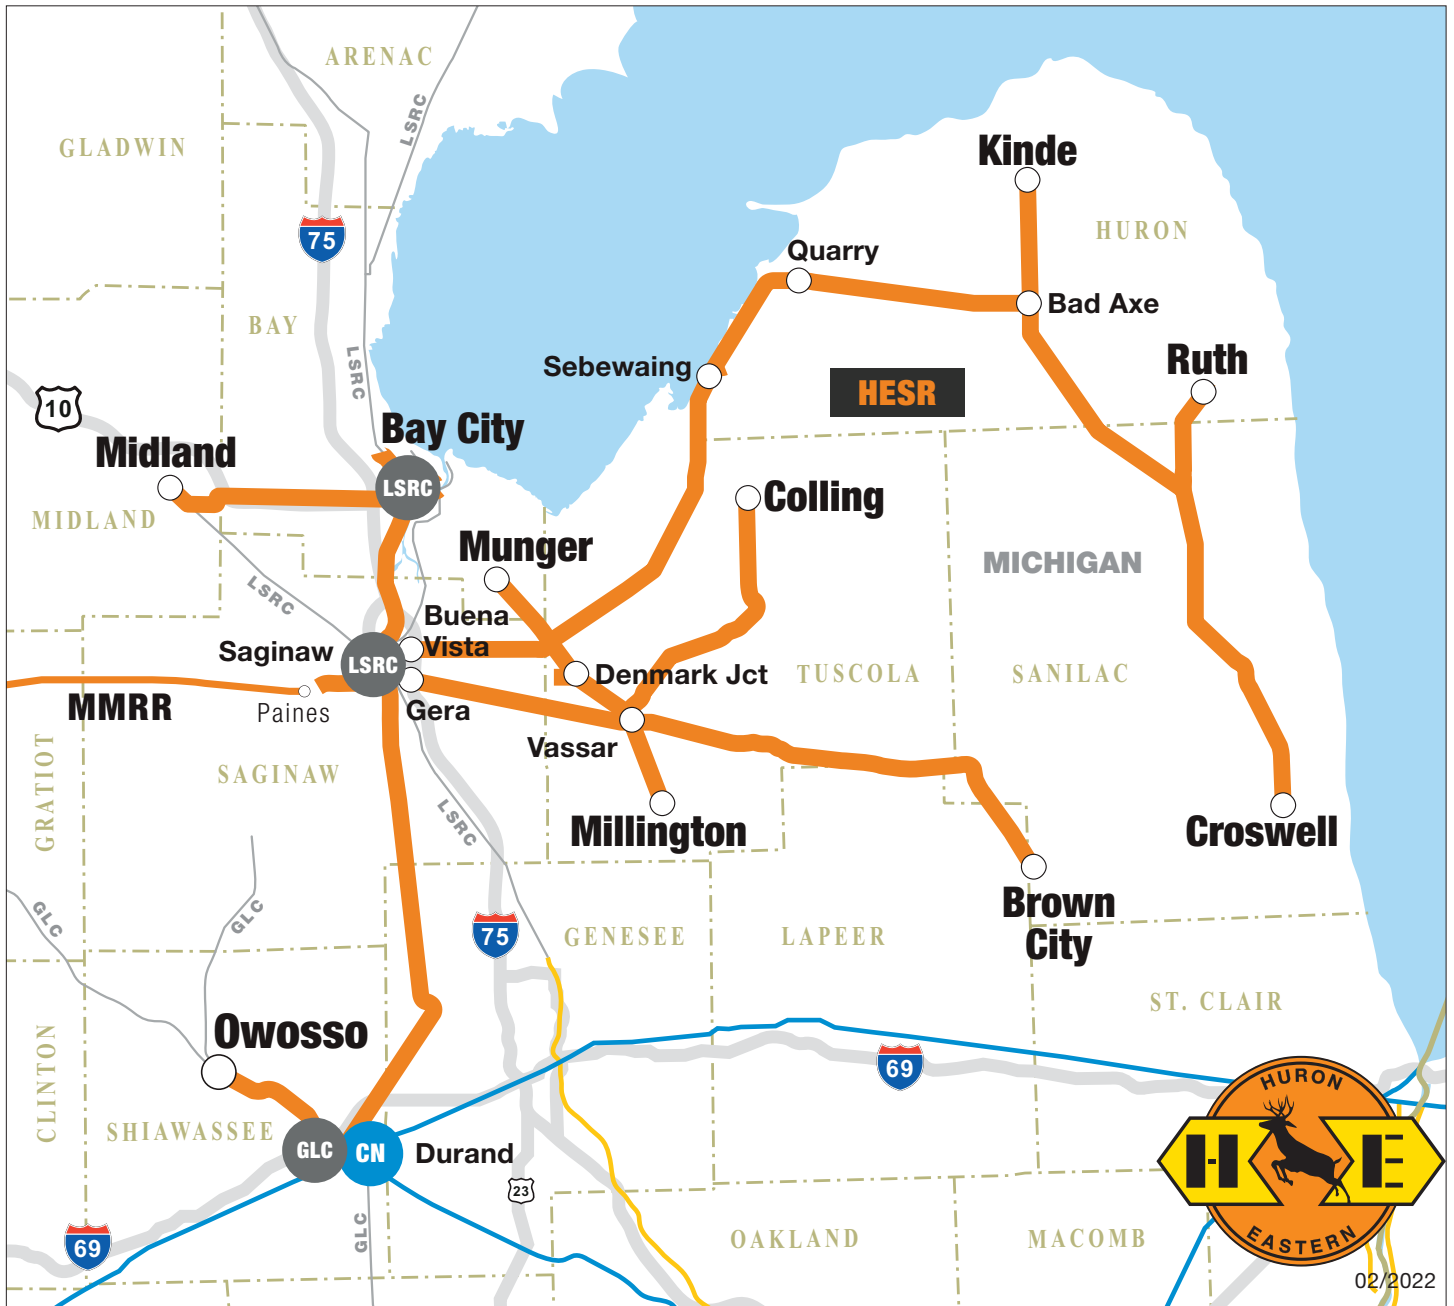 ARENAC
LSRC
GLADWIN
Kinde
HURON
75
Quarry
Bad Axe
BAY
LSRC
Sebewaing
Ruth
HESR
10
Bay City
Midland
LSRC
Colling
MIDLAND
Munger
MICHIGAN
LSRC
Buena
Vista
Saginaw
LSRC
Denmark Jct
TUSCOLA
SANILAC
MMRR
Paines
Gera
Vassar
GRATIOT
SAGINAW
LSRC
Millington
Croswell
Brown
City
GLC
GLC
75
GENESEE
LAPEER
ST. CLAIR
Owosso
69
CLINTON
SHIAWASSEE
GLC
CN
Durand
HURON
H
E
EASTERN
23
GLC
69
OAKLAND
MACOMB
02/2022